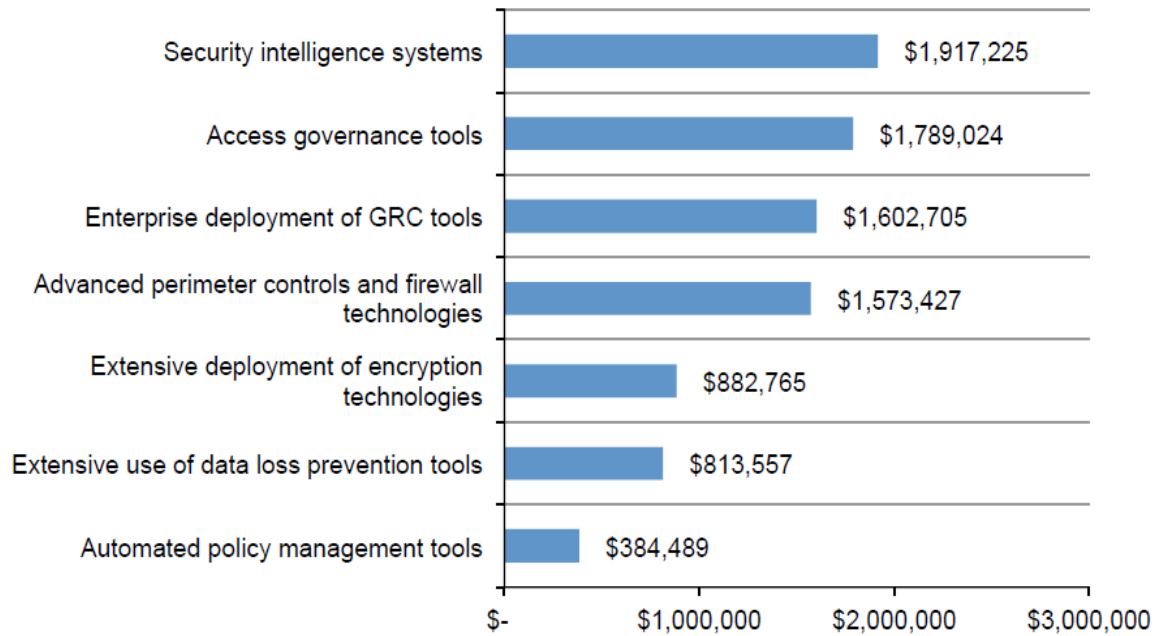 Security intelligence systems
$1,917,225
Access governance tools
$1,789,024
Enterprise deployment of GRC tools
$1,602,705
Advanced perimeter controls and firewall
technologies
$1,573,427
Extensive deployment of encryption
technologies
$882,765
Extensive use of data loss prevention tools
$813,557
Automated policy management tools
$384,489
$- $1,000,000 $2,000,000 $3,000,000